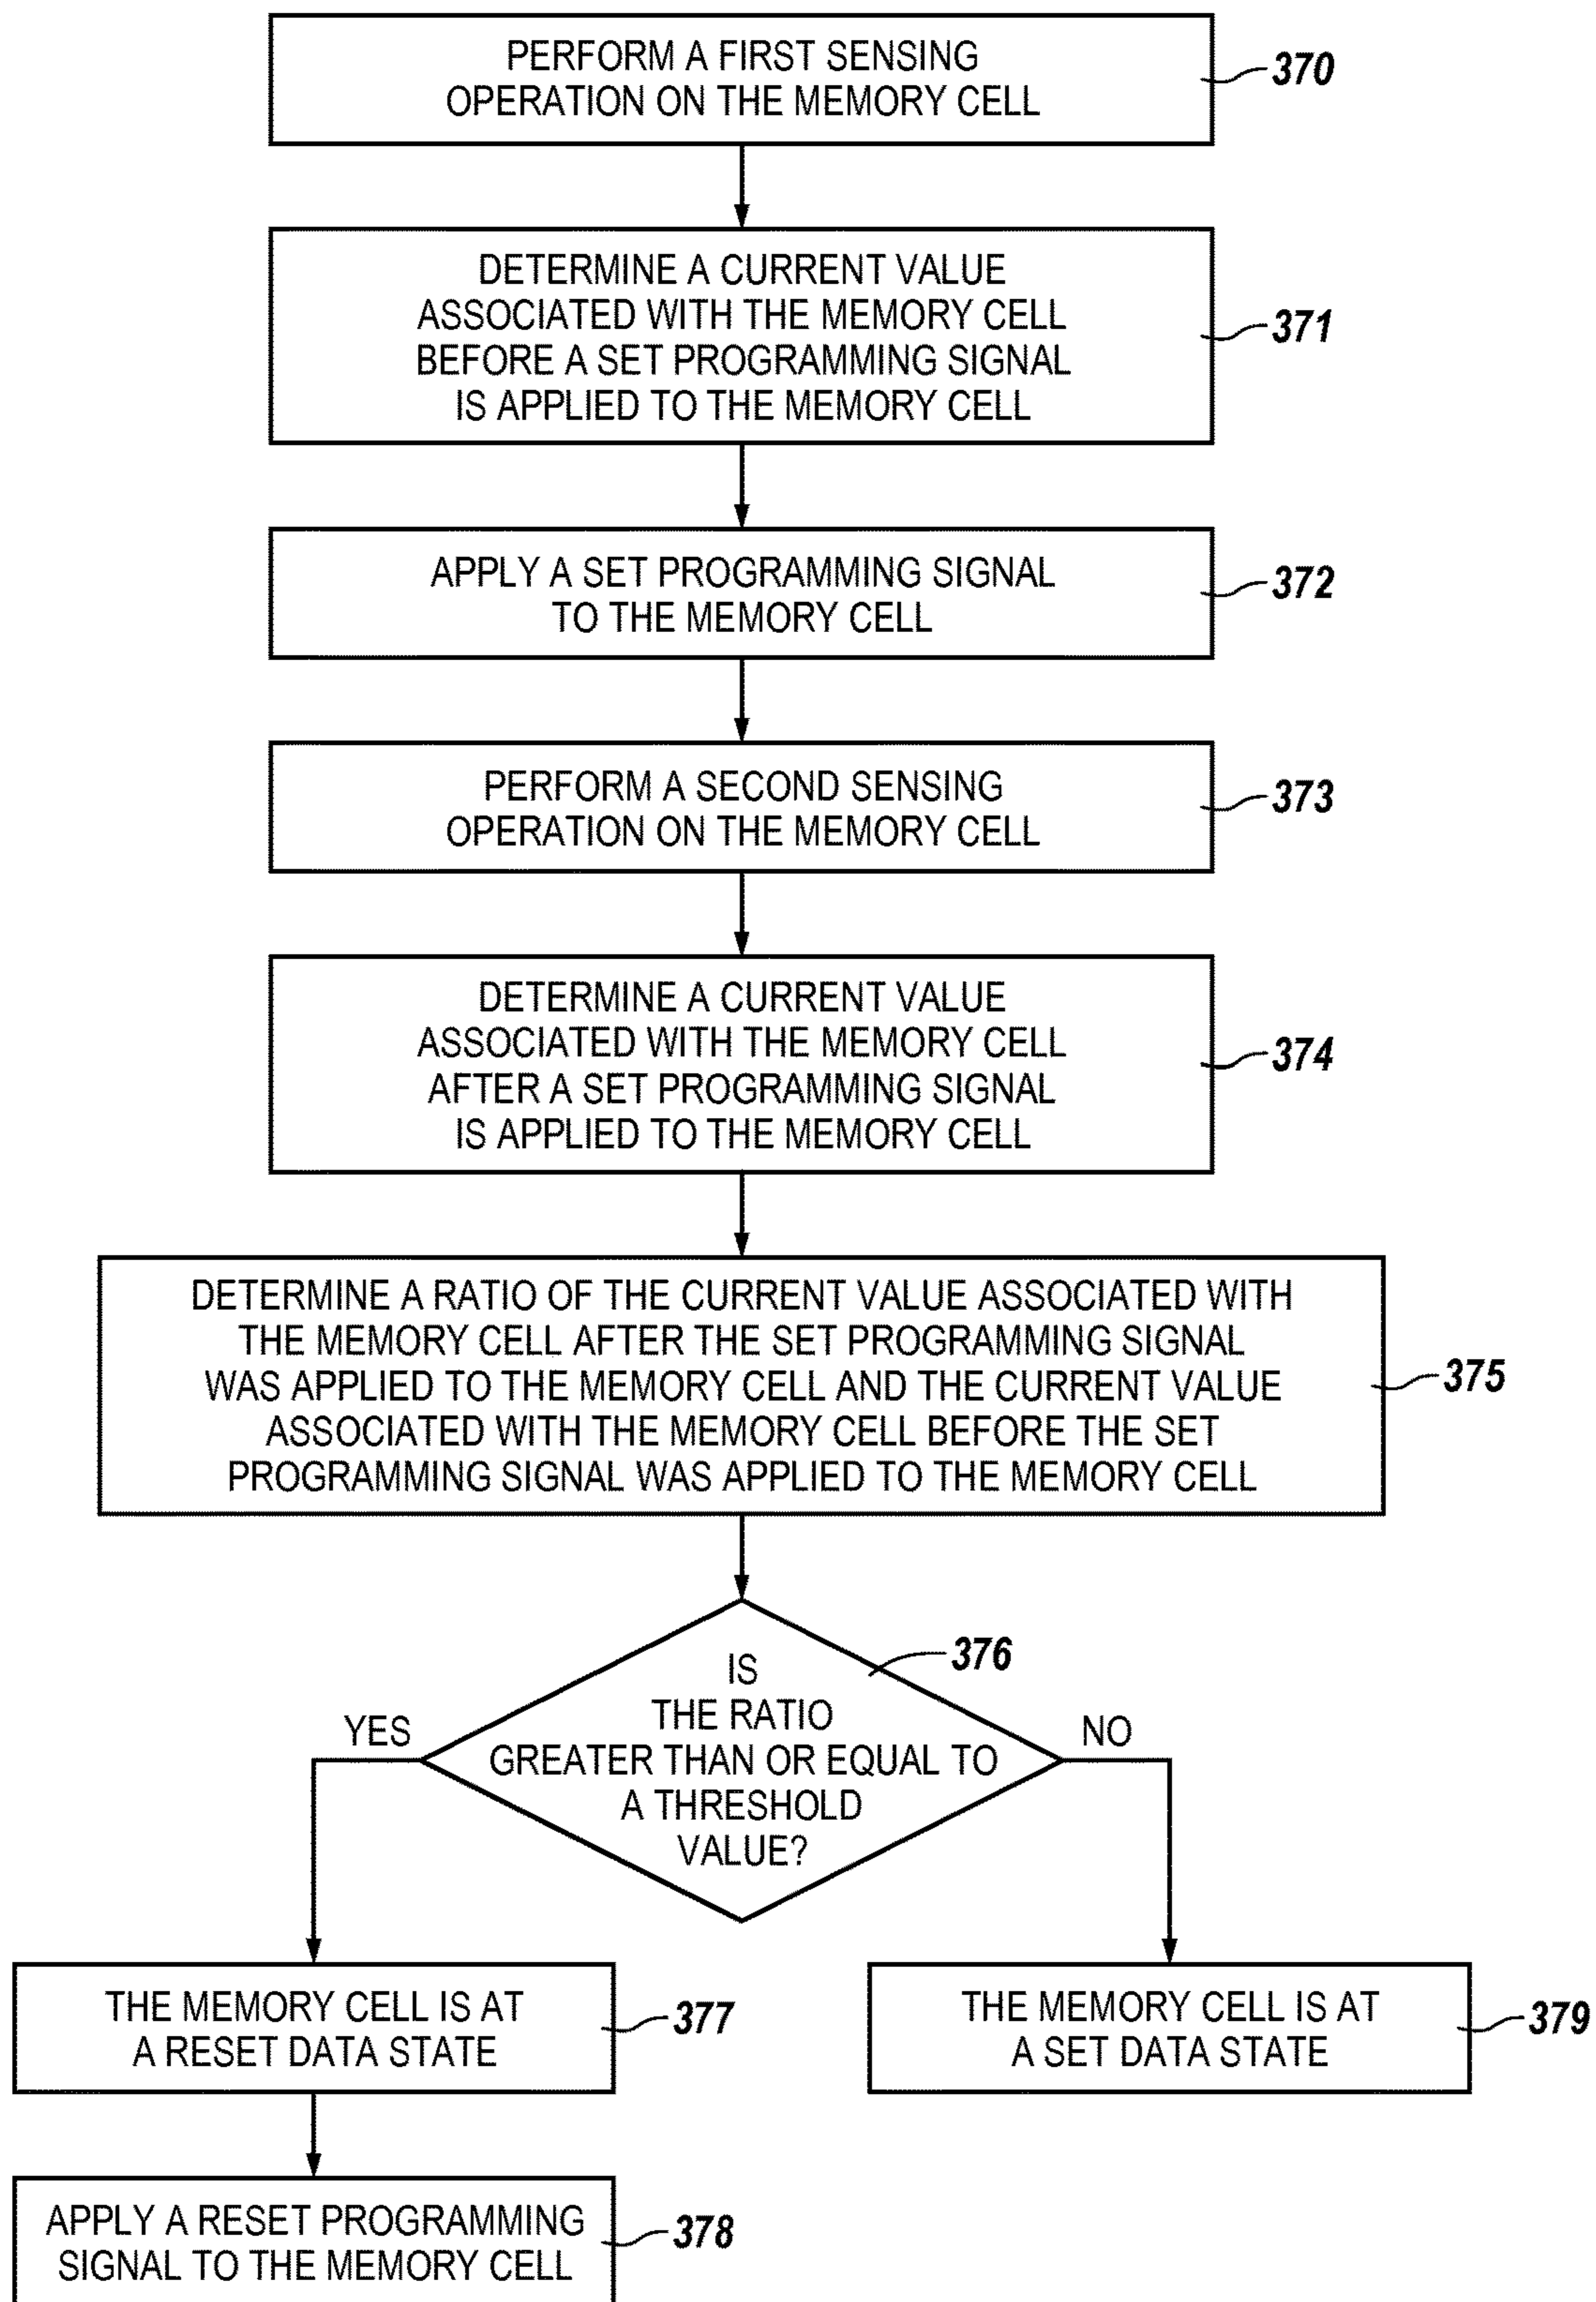 PERFORM A FIRST SENSING
OPERATION ON THE MEMORY CELL
370
DETERMINE A CURRENT VALUE
ASSOCIATED WITH THE MEMORY CELL
BEFORE A SET PROGRAMMING SIGNAL
IS APPLIED TO THE MEMORY CELL
371
APPLY A SET PROGRAMMING SIGNAL
TO THE MEMORY CELL
372
PERFORM A SECOND SENSING
OPERATION ON THE MEMORY CELL
373
DETERMINE A CURRENT VALUE
ASSOCIATED WITH THE MEMORY CELL
AFTER A SET PROGRAMMING SIGNAL
IS APPLIED TO THE MEMORY CELL
374
DETERMINE A RATIO OF THE CURRENT VALUE ASSOCIATED WITH
THE MEMORY CELL AFTER THE SET PROGRAMMING SIGNAL
WAS APPLIED TO THE MEMORY CELL AND THE CURRENT VALUE
ASSOCIATED WITH THE MEMORY CELL BEFORE THE SET
PROGRAMMING SIGNAL WAS APPLIED TO THE MEMORY CELL
375
IS
THE RATIO
GREATER THAN OR EQUAL TO
A THRESHOLD
VALUE?
376
YES
NO
THE MEMORY CELL IS AT
A RESET DATA STATE
377
THE MEMORY CELL IS AT
A SET DATA STATE
379
APPLY A RESET PROGRAMMING
SIGNAL TO THE MEMORY CELL
378